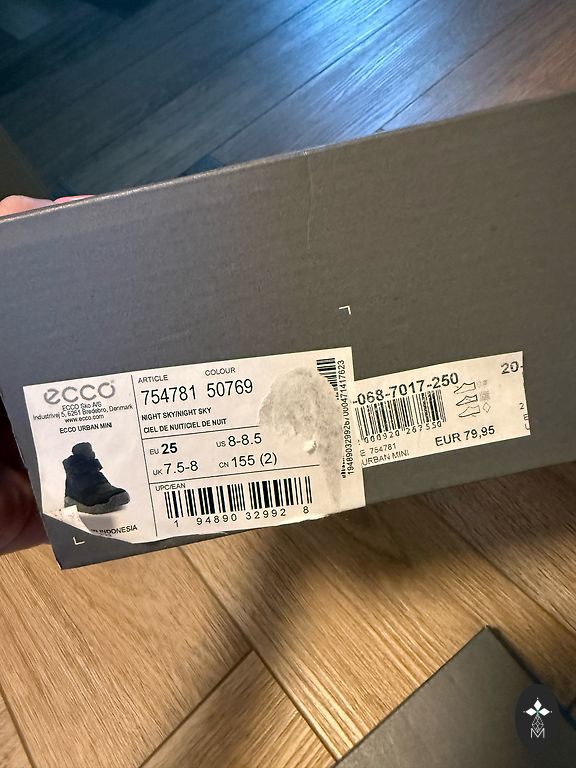 ecco
ECCO Sko A/S
Industrivej 5, 6261 Bredebro, Denmark
www.ecco.com
ECCO URBAN MINI
ARTICLE COLOUR
754781 50769
NIGHT SKY/NIGHT SKY
CIEL DE NUIT/CIEL DE NUIT
EU 25 US 8-8.5
UK 7.5-8 CN 155 (2)
UPC/EAN
1 94890 32992 8
INDONESIA
-068-7017-250
20-
754781
URBAN MINI
EUR 79,95
M